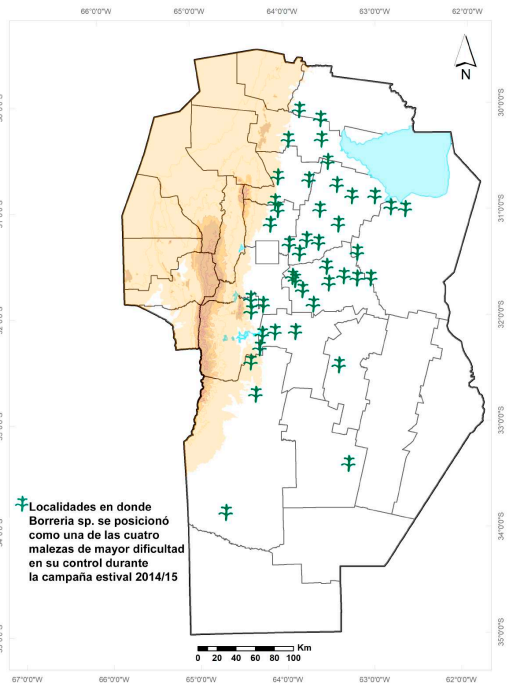 66°0'0"W 65°0'0"W 64°0'0"W 63°0'0"W 62°0'0"W
N
30°0'0"S
31°0'0"S
32°0'0"S
33°0'0"S
34°0'0"S
35°0'0"S
Localidades en donde
Borreria sp. se posicionó
como una de las cuatro
malezas de mayor dificultad
en su control durante
la campaña estival 2014/15
Km
0 20 40 60 80 100
67°0'0"W 66°0'0"W 65°0'0"W 64°0'0"W 63°0'0"W 62°0'0"W